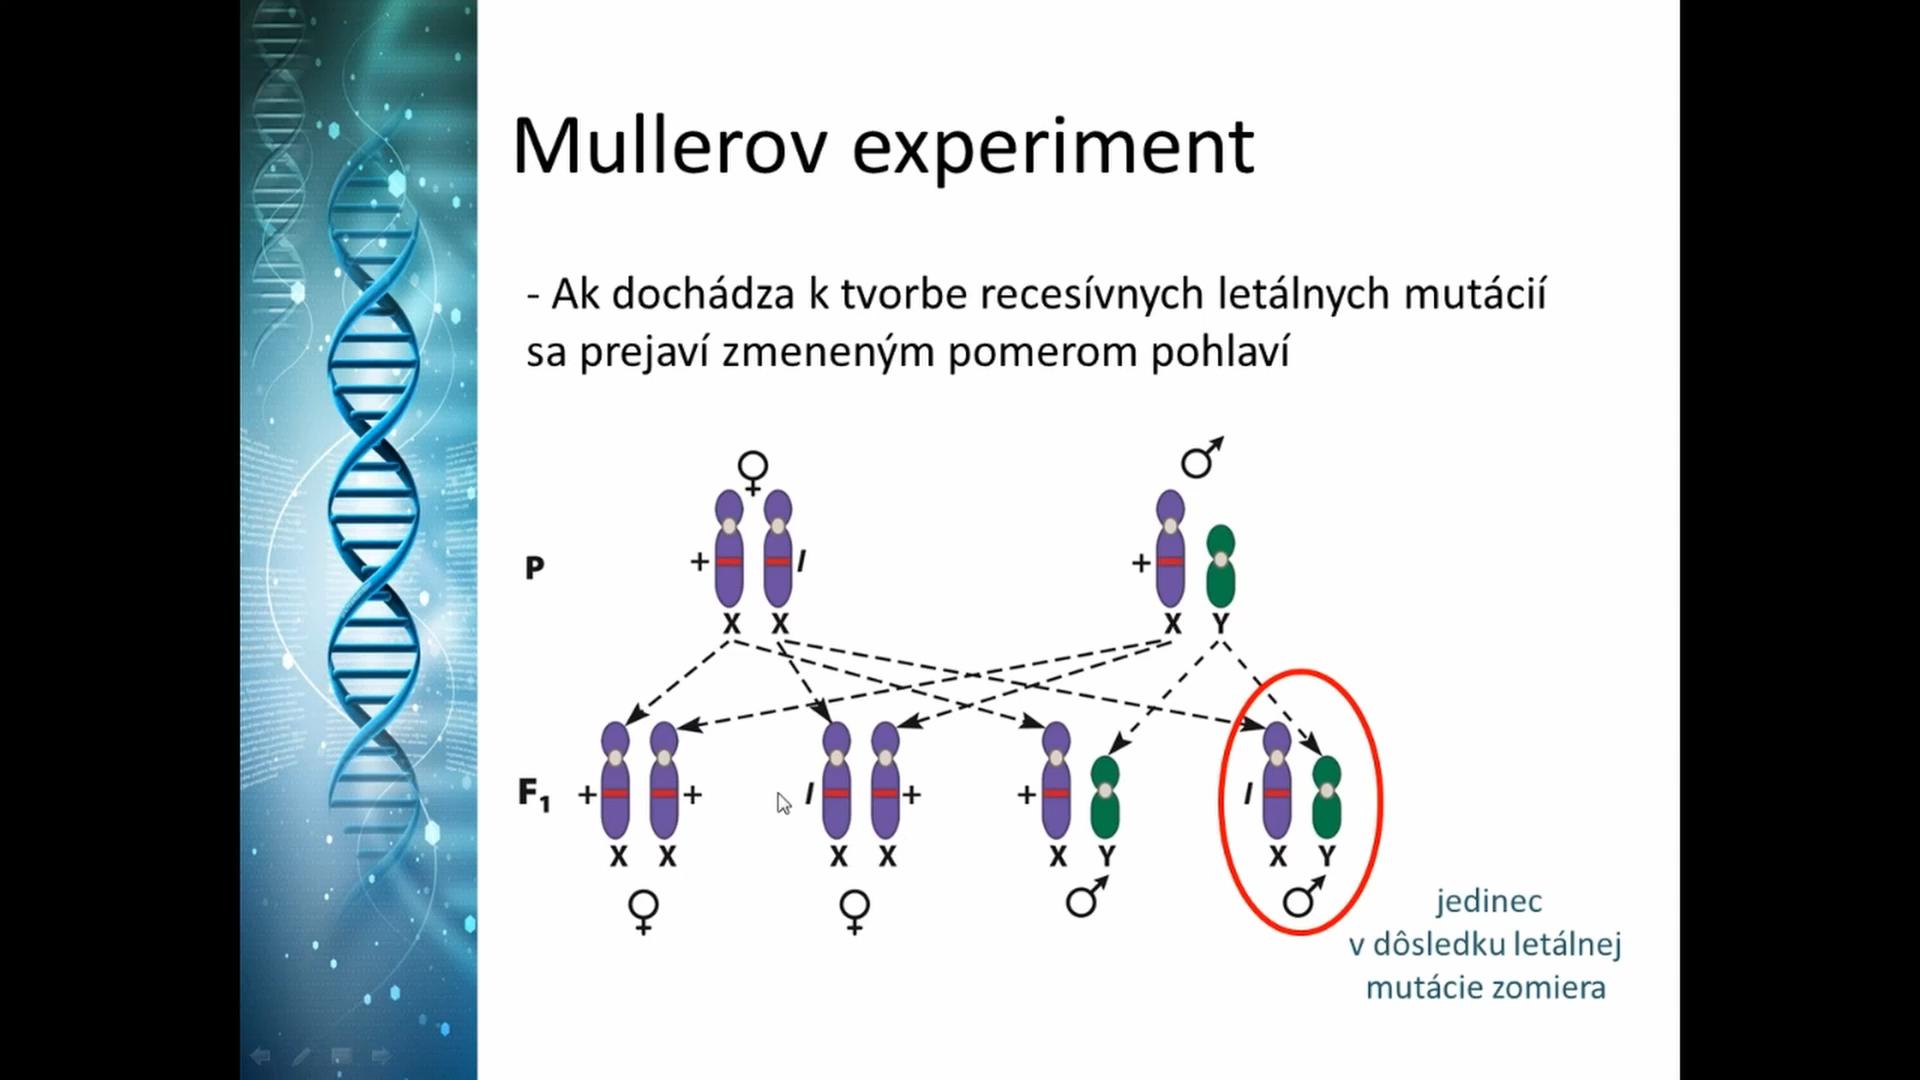 Mullerov experiment
- Ak dochádza k tvorbe recesívnych letálnych mutácií
sa prejaví zmeneným pomerom pohlaví
♀ ♂
P + l +
X X X Y
F₁ + + l + + l
X X X X X Y X Y
♀ ♀ ♂ ♂
jedinec
v dôsledku letálnej
mutácie zomiera